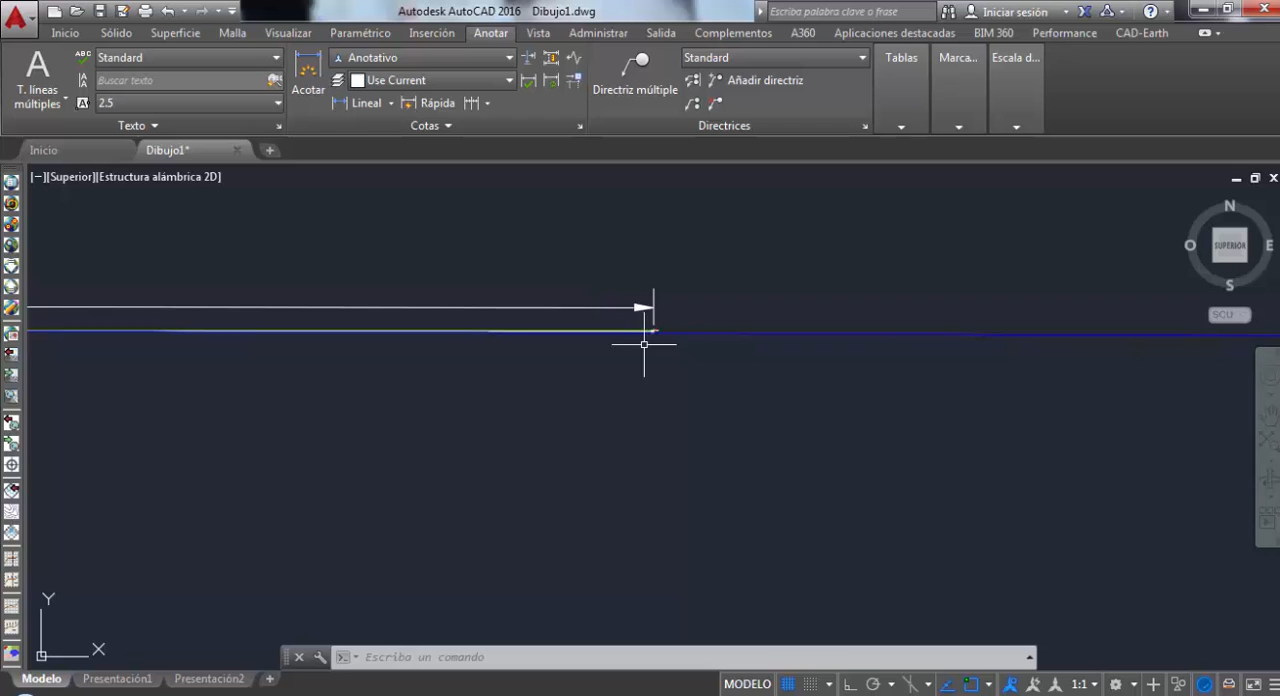 Autodesk AutoCAD 2016 Dibujo1.dwg Escriba palabra clave o frase Iniciar sesión
Inicio Sólido Superficie Malla Visualizar Paramétrico Inserción Anotar Vista Administrar Salida Complementos A360 Aplicaciones destacadas BIM 360 Performance CAD-Earth
T. líneas múltiples
ABC Standard
Buscar texto
A 2.5
Texto
Acotar
Anotativo
Use Current
Lineal Rápida
Cotas
Directriz múltiple
Standard
Añadir directriz
Directrices
Tablas
Marca...
Escala d...
Inicio Dibujo1*
[−][Superior][Estructura alámbrica 2D]
N
O SUPERIOR E
S
SCU
Y
X
Escriba un comando
Modelo Presentación1 Presentación2
MODELO 1:1